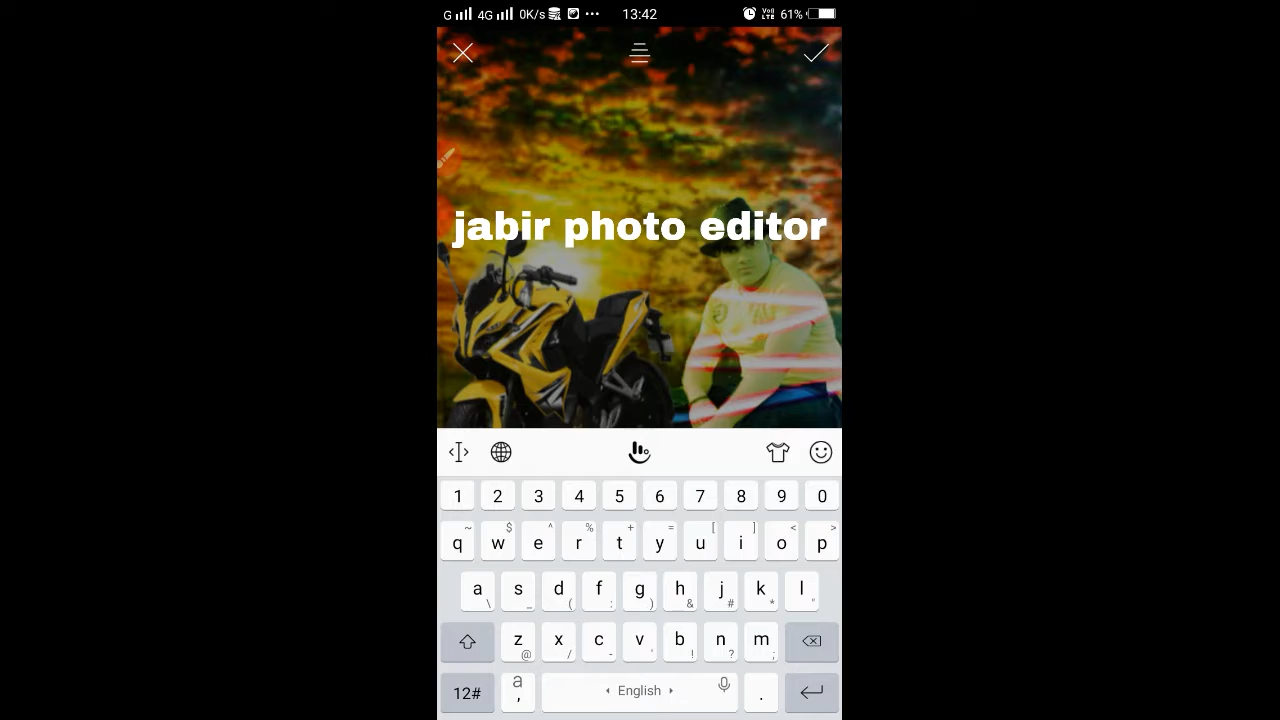 G 4G 0K/s 13:42 VoLTE 61%
jabir photo editor
1 2 3 4 5 6 7 8 9 0
~ $ ^ % + = [ ] < >
q w e r t y u i o p
a s d f g h j k l
\ _ ( : ) & # * "
z x c v b n m
@ / - ' ! ? ;
12# a , English .